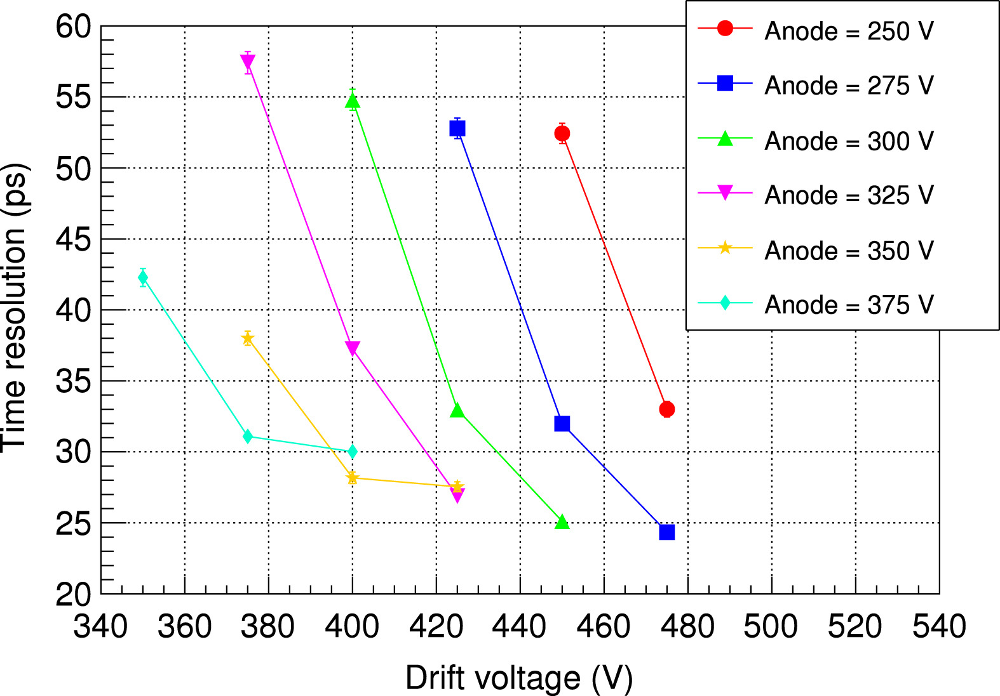 60
55
50
45
40
35
30
25
20
Time resolution (ps)
340 360 380 400 420 440 460 480 500 520 540
Drift voltage (V)
Anode = 250 V
Anode = 275 V
Anode = 300 V
Anode = 325 V
Anode = 350 V
Anode = 375 V